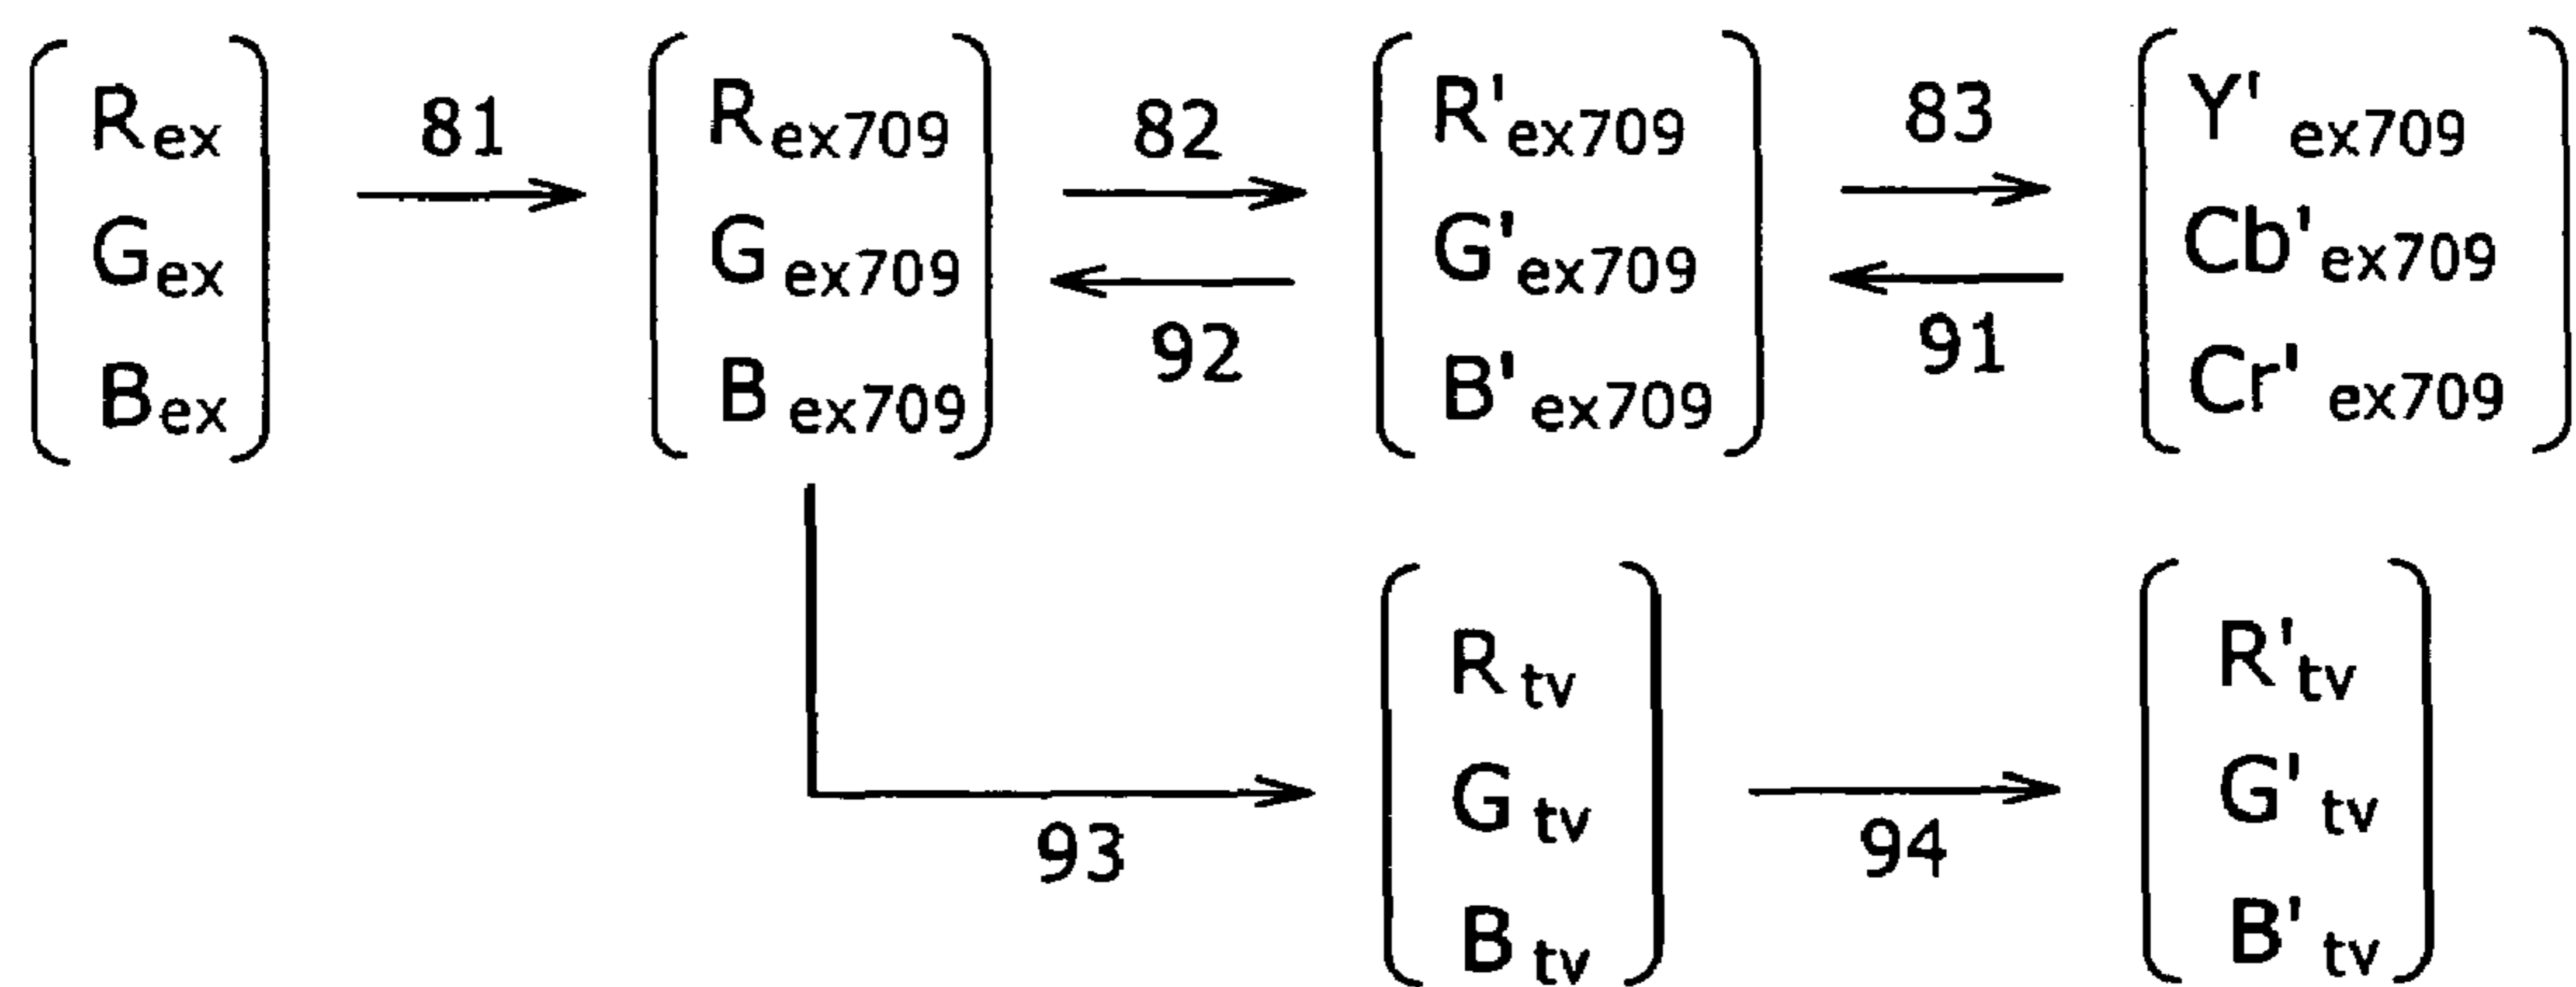 R_ex 81 R_ex709 82 R'_ex709 83 Y'_ex709
G_ex G_ex709 G'_ex709 Cb'_ex709
92 91
B_ex B_ex709 B'_ex709 Cr'_ex709
R_tv R'_tv
G_tv G'_tv
93 94
B_tv B'_tv